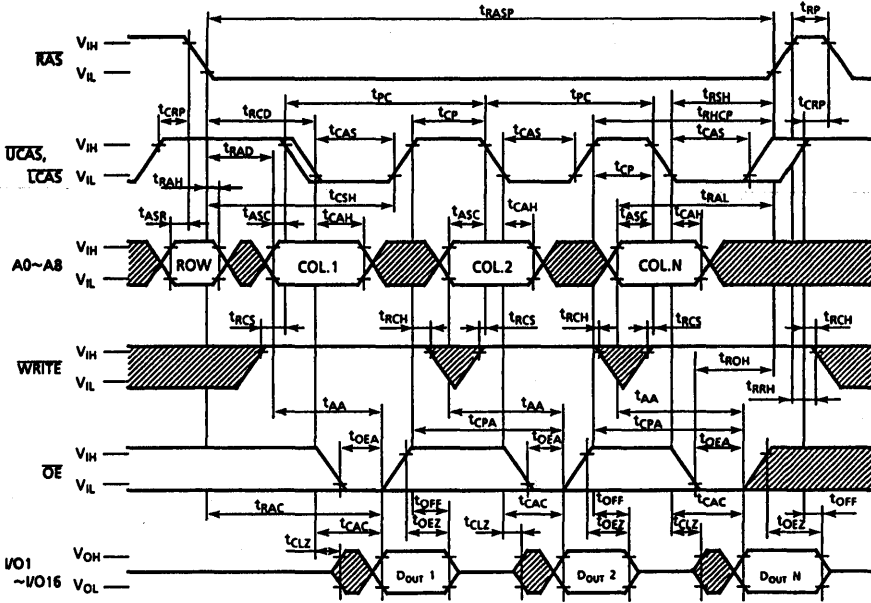 tRASP
tRP
RAS
VIH
VIL
tPC
tPC
tRSH
tCRP
tRCD
tCP
tRHCP
tCRP
tCAS
tCAS
tCAS
UCAS,
LCAS
VIH
VIL
tRAD
tCP
tRAH
tCSH
tRAL
tASR
tASC
tCAH
tASC
tCAH
tASC
tCAH
A0~A8
VIH
VIL
ROW
COL.1
COL.2
COL.N
tRCS
tRCH
tRCS
tRCH
tRCS
tRCH
WRITE
VIH
VIL
tROH
tRRH
tAA
tAA
tAA
tCPA
tCPA
tOEA
tOEA
tOEA
OE
VIH
VIL
tRAC
tOFF
tCAC
tOFF
tCAC
tOFF
tCAC
tOEZ
tOEZ
tOEZ
tCLZ
tCLZ
tCLZ
I/O1
~I/O16
VOH
VOL
DOUT 1
DOUT 2
DOUT N